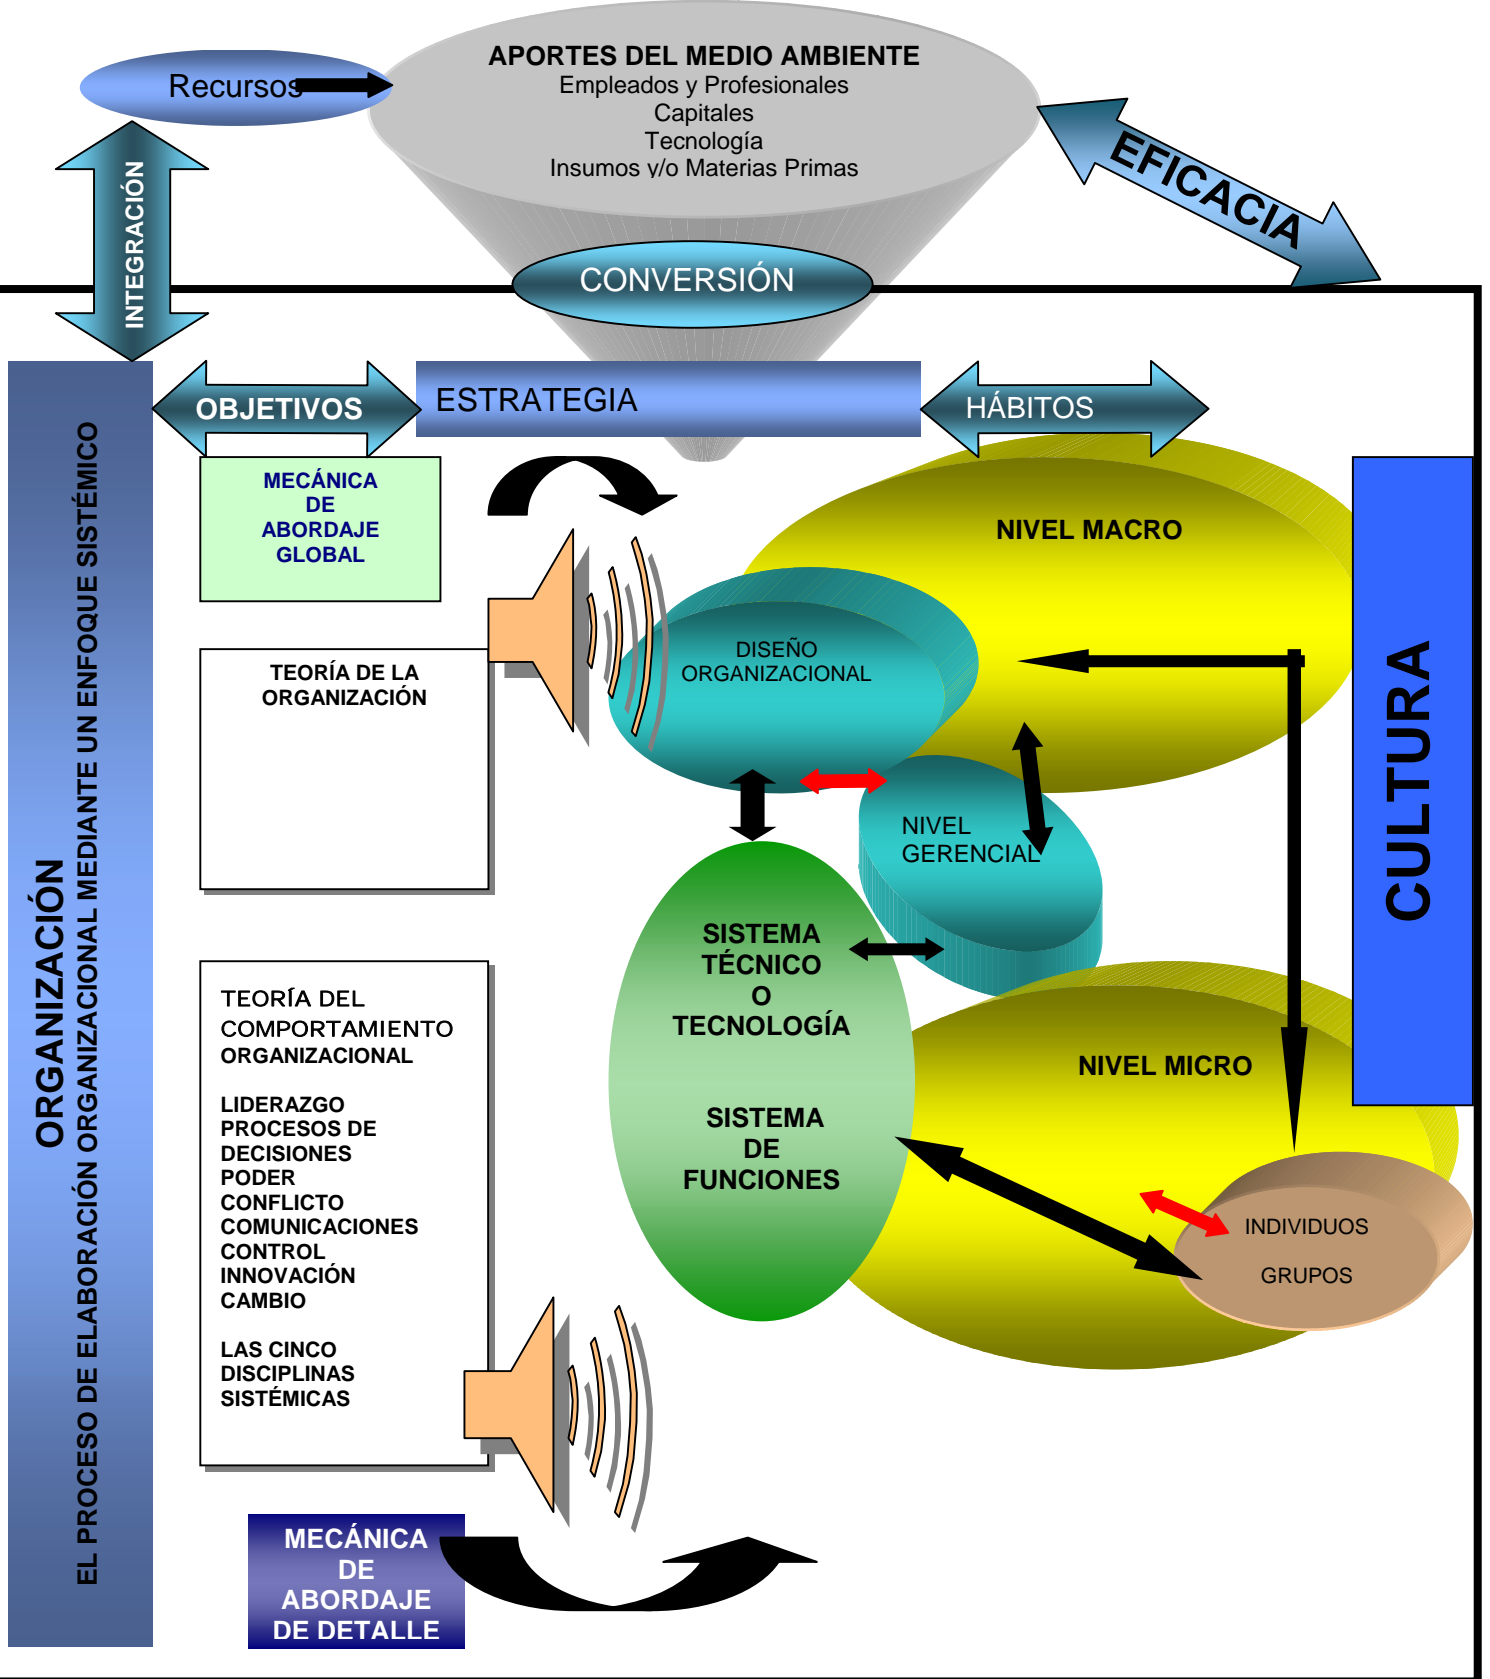 APORTES DEL MEDIO AMBIENTE
Empleados y Profesionales
Capitales
Tecnología
Insumos y/o Materias Primas
Recursos
EFICACIA
INTEGRACIÓN
CONVERSIÓN
OBJETIVOS
ESTRATEGIA
HÁBITOS
ORGANIZACIÓN
EL PROCESO DE ELABORACIÓN ORGANIZACIONAL MEDIANTE UN ENFOQUE SISTÉMICO
MECÁNICA
DE
ABORDAJE
GLOBAL
NIVEL MACRO
DISEÑO
ORGANIZACIONAL
TEORÍA DE LA
ORGANIZACIÓN
CULTURA
NIVEL
GERENCIAL
SISTEMA
TÉCNICO
O
TECNOLOGÍA
SISTEMA
DE
FUNCIONES
TEORÍA DEL
COMPORTAMIENTO
ORGANIZACIONAL
LIDERAZGO
PROCESOS DE
DECISIONES
PODER
CONFLICTO
COMUNICACIONES
CONTROL
INNOVACIÓN
CAMBIO
LAS CINCO
DISCIPLINAS
SISTÉMICAS
NIVEL MICRO
INDIVIDUOS
GRUPOS
MECÁNICA
DE
ABORDAJE
DE DETALLE